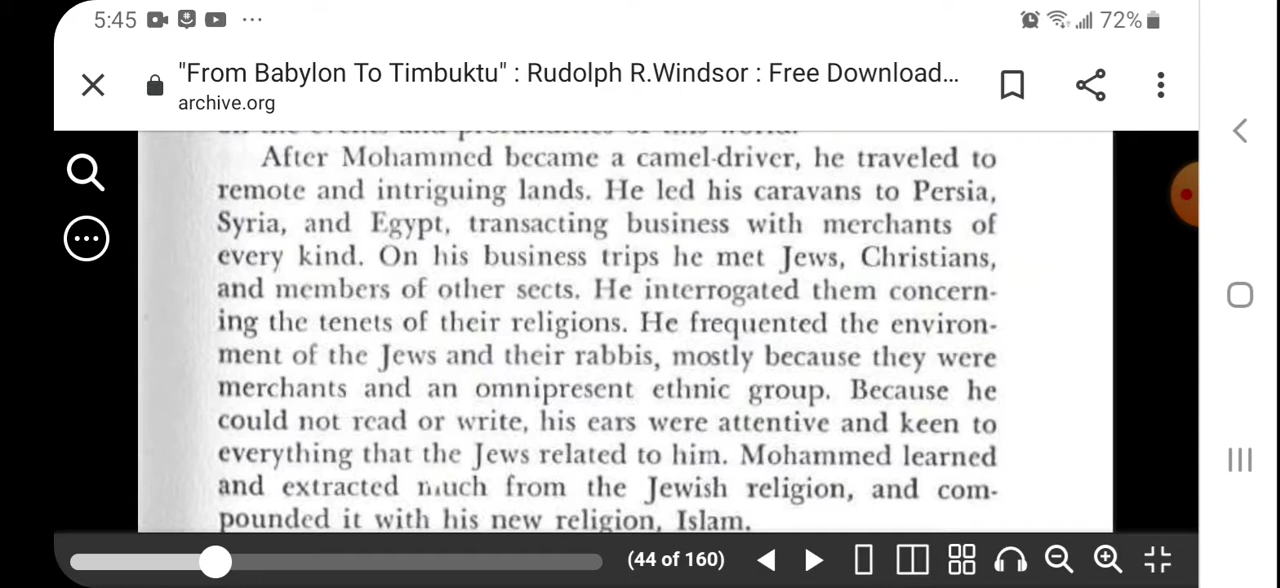 5:45 ... 72%
"From Babylon To Timbuktu" : Rudolph R.Windsor : Free Download...
archive.org
After Mohammed became a camel-driver, he traveled to
remote and intriguing lands. He led his caravans to Persia,
Syria, and Egypt, transacting business with merchants of
every kind. On his business trips he met Jews, Christians,
and members of other sects. He interrogated them concern-
ing the tenets of their religions. He frequented the environ-
ment of the Jews and their rabbis, mostly because they were
merchants and an omnipresent ethnic group. Because he
could not read or write, his ears were attentive and keen to
everything that the Jews related to him. Mohammed learned
and extracted much from the Jewish religion, and com-
pounded it with his new religion, Islam.
(44 of 160)